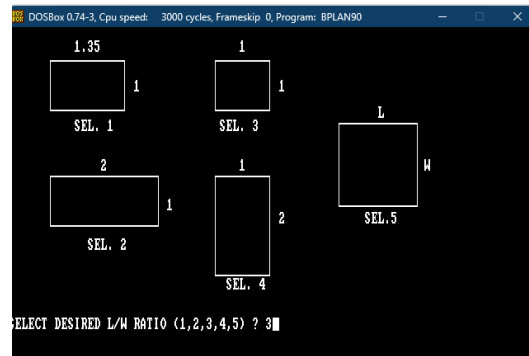 DOSBox 0.74-3, Cpu speed: 3000 cycles, Frameskip 0, Program: BPLAN90
1.35
1
SEL. 1
1
1
SEL. 3
L
W
SEL.5
2
1
SEL. 2
1
2
SEL. 4
SELECT DESIRED L/W RATIO (1,2,3,4,5) ? 3